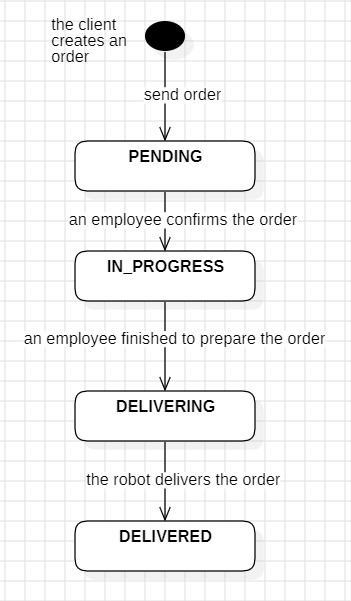 the client
creates an
order
send order
PENDING
an employee confirms the order
IN_PROGRESS
an employee finished to prepare the order
DELIVERING
the robot delivers the order
DELIVERED